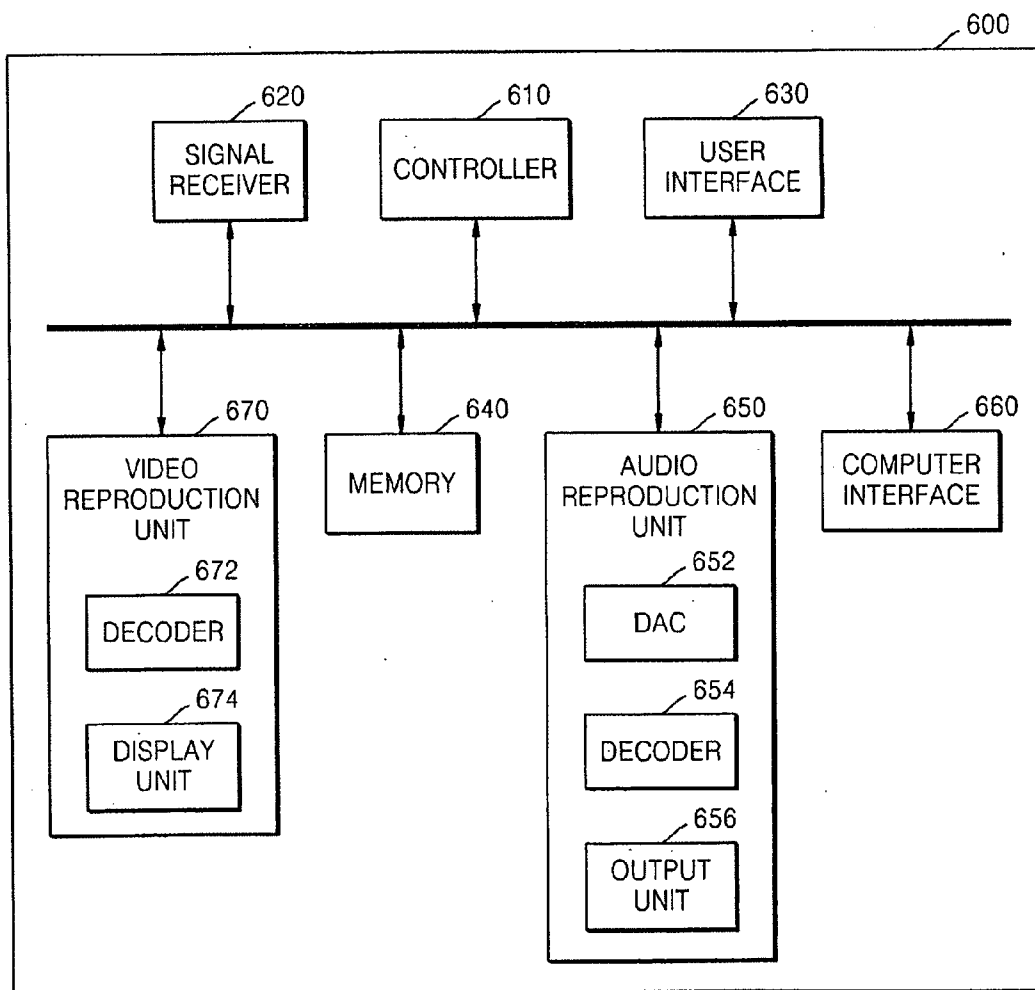 600
620
610
630
SIGNAL
RECEIVER
CONTROLLER
USER
INTERFACE
670
640
650
660
VIDEO
REPRODUCTION
UNIT
MEMORY
AUDIO
REPRODUCTION
UNIT
COMPUTER
INTERFACE
672
DECODER
652
DAC
674
DISPLAY
UNIT
654
DECODER
656
OUTPUT
UNIT